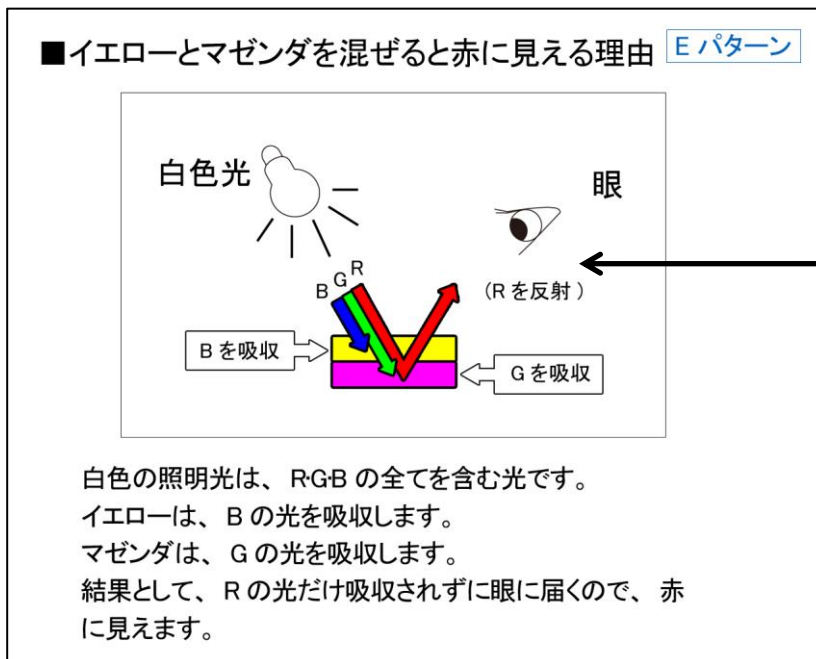 ■イエローとマゼンダを混ぜると赤に見える理由 E パターン
白色光
眼
B G R
(R を反射)
B を吸収
G を吸収
白色の照明光は、R・G・B の全てを含む光です。
イエローは、B の光を吸収します。
マゼンダは、G の光を吸収します。
結果として、R の光だけ吸収されずに眼に届くので、赤
に見えます。